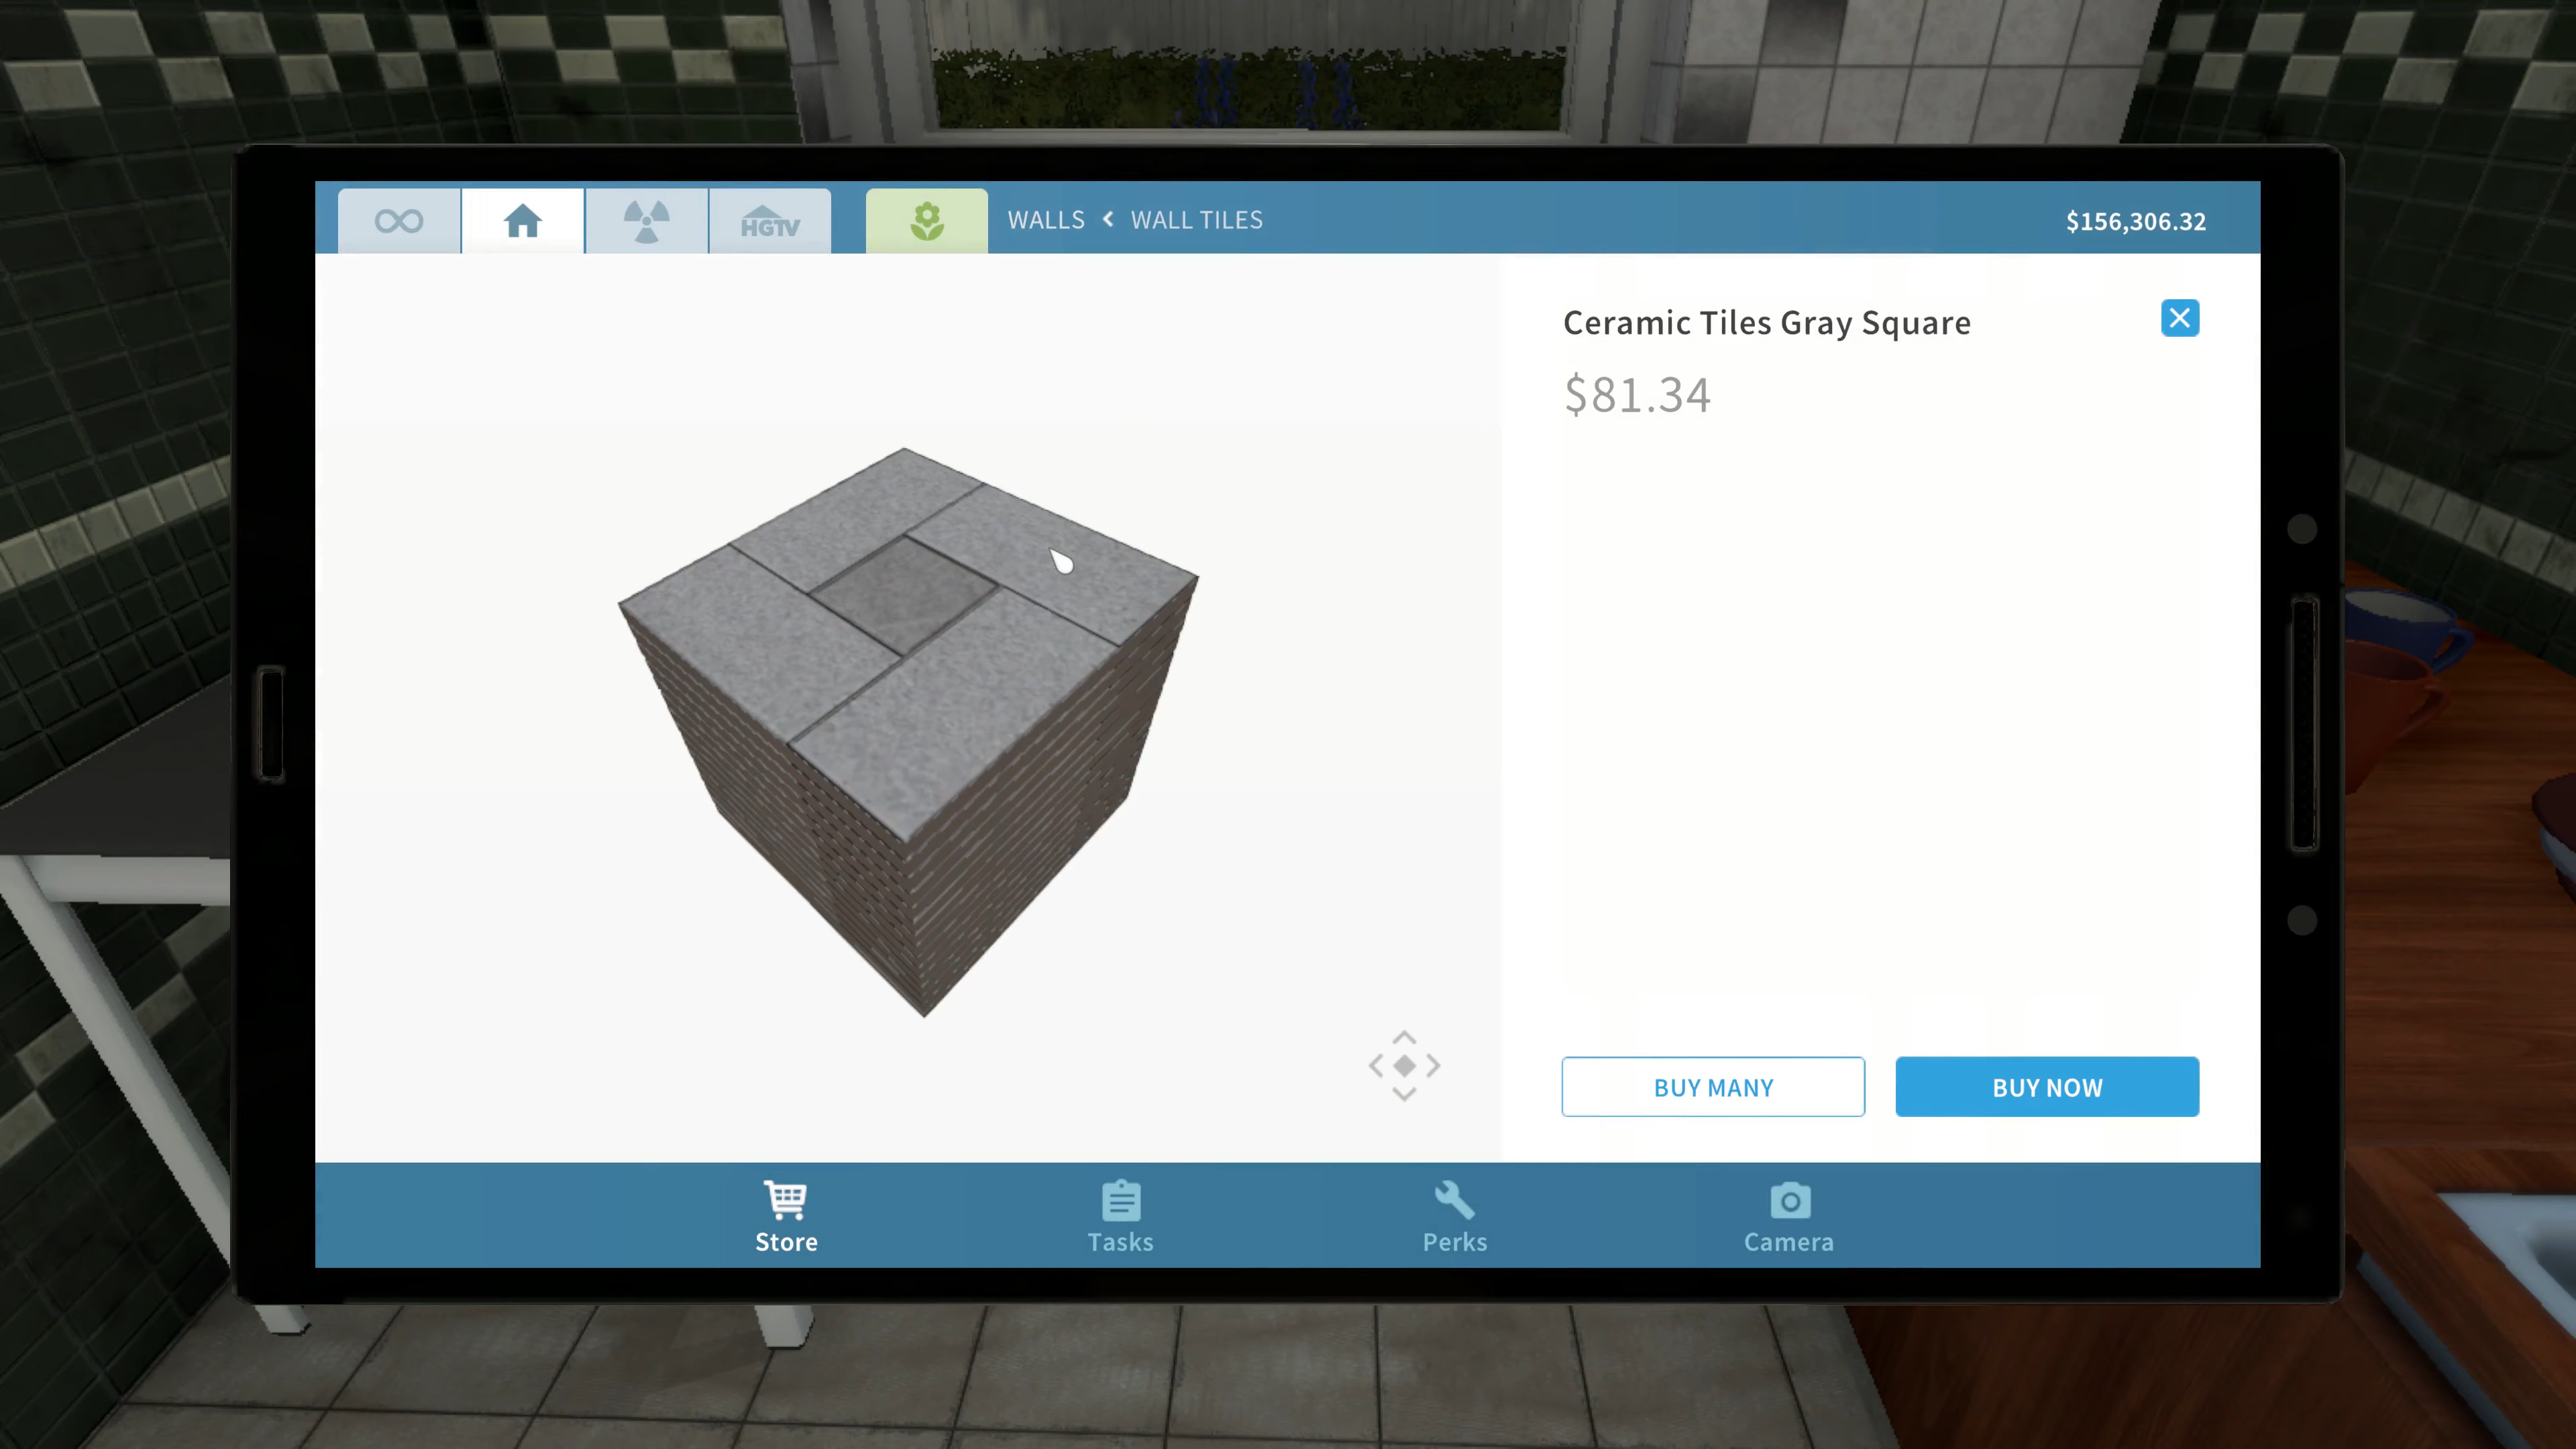 HGTV
WALLS < WALL TILES
$156,306.32
Ceramic Tiles Gray Square
$81.34
BUY MANY
BUY NOW
Store
Tasks
Perks
Camera